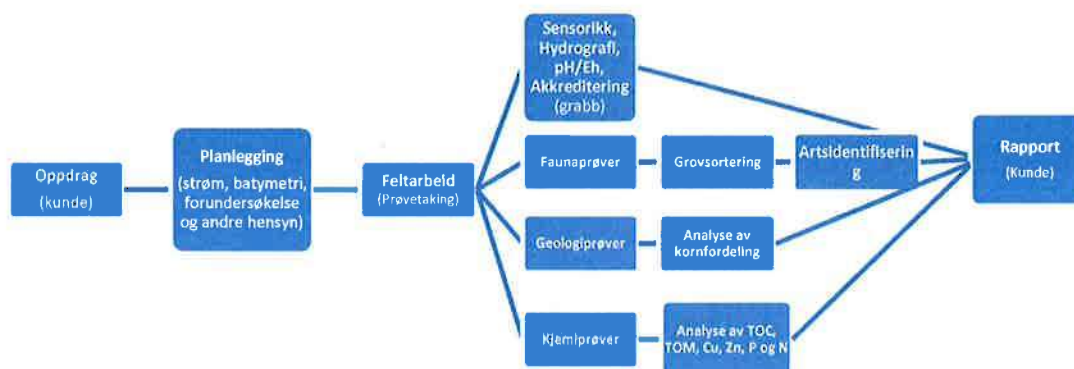 Oppdrag
(kunde)
Planlegging
(strøm, batymetri,
forundersøkelse
og andre hensyn)
Feltarbeid
(Prøvetaking)
Sensorikk,
Hydrografi,
pH/Eh,
Akkreditering
(grabb)
Faunaprøver
Grovsortering
Artsidentifiserin
g
Geologiprøver
Analyse av
kornfordeling
Kjemiprøver
Analyse av TOC,
TOM, Cu, Zn, P og N
Rapport
(Kunde)